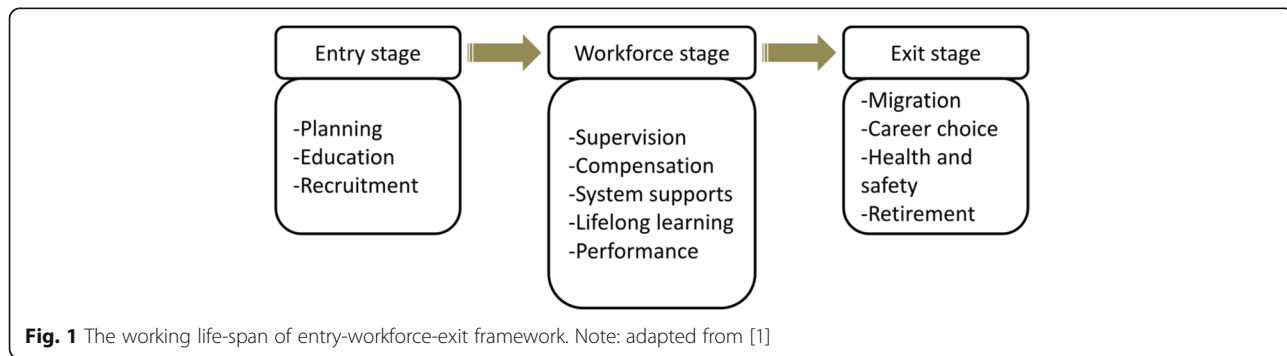 Entry stage
-Planning
-Education
-Recruitment
Workforce stage
-Supervision
-Compensation
-System supports
-Lifelong learning
-Performance
Exit stage
-Migration
-Career choice
-Health and
safety
-Retirement
Fig. 1 The working life-span of entry-workforce-exit framework. Note: adapted from [1]